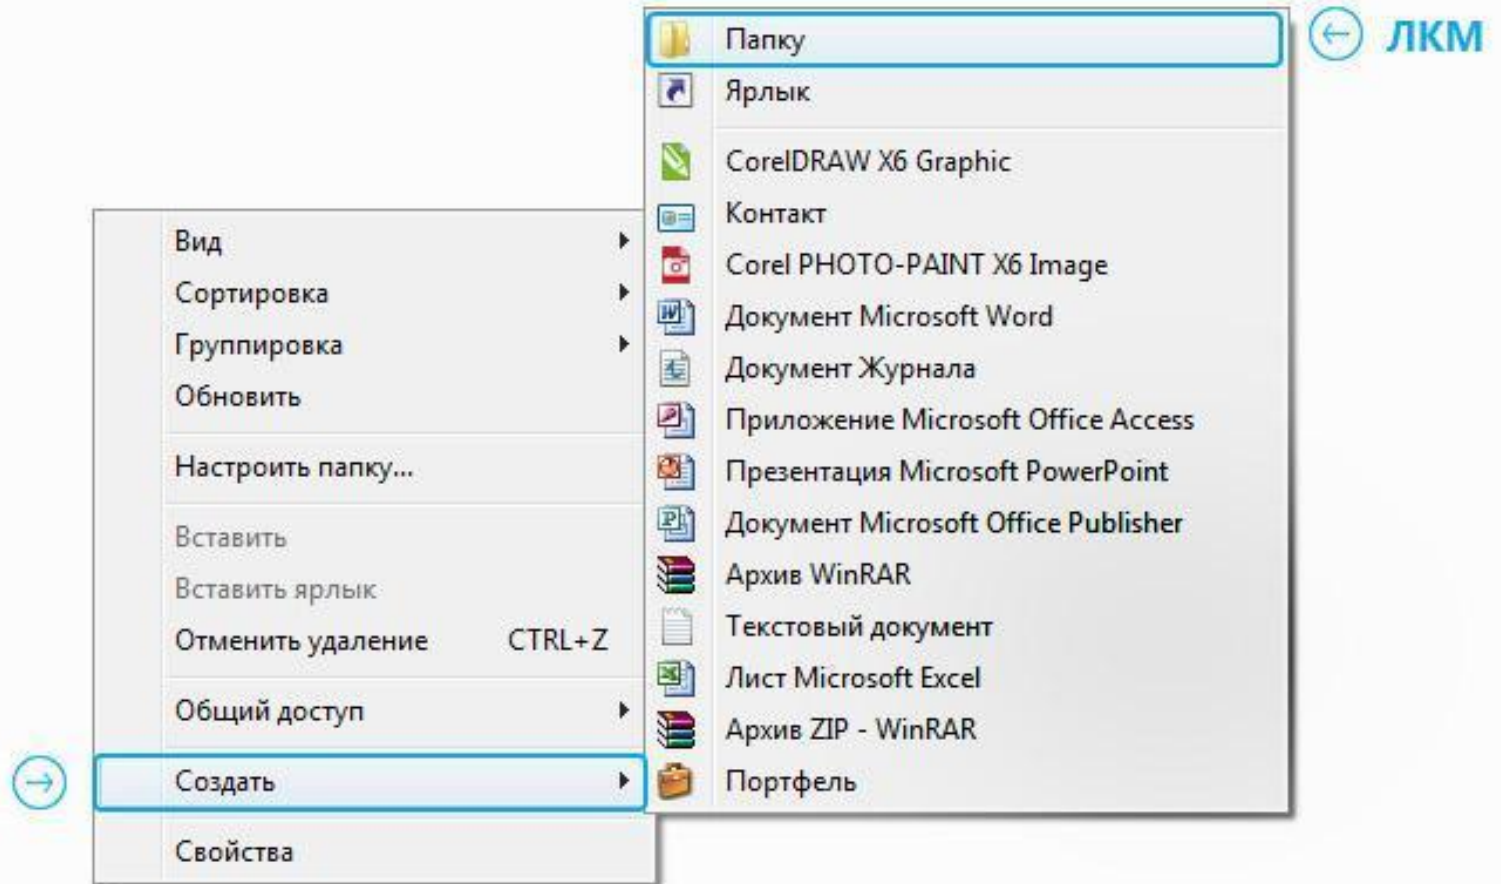 Папку
ЛКМ
Ярлык
CorelDRAW X6 Graphic
Контакт
Corel PHOTO-PAINT X6 Image
Документ Microsoft Word
Документ Журнала
Приложение Microsoft Office Access
Презентация Microsoft PowerPoint
Документ Microsoft Office Publisher
Архив WinRAR
Текстовый документ
Лист Microsoft Excel
Архив ZIP - WinRAR
Портфель
Вид
Сортировка
Группировка
Обновить
Настроить папку...
Вставить
Вставить ярлык
Отменить удаление CTRL+Z
Общий доступ
Создать
Свойства